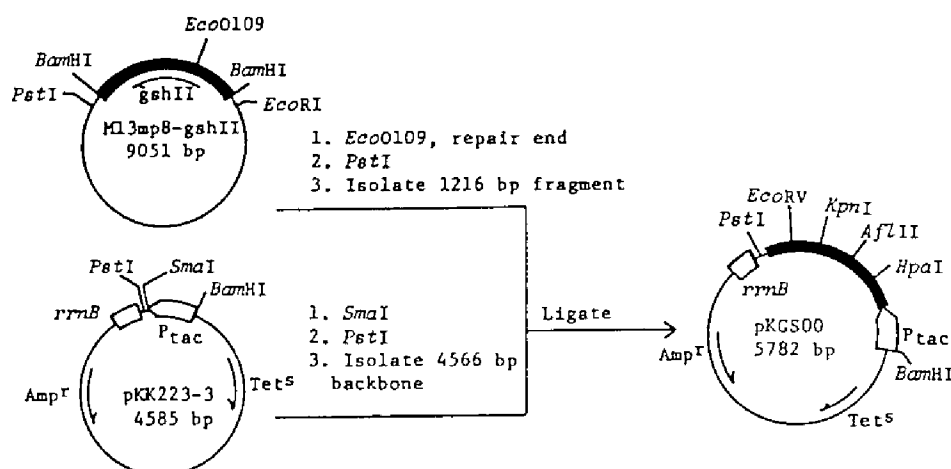 EcoO109
BamHI
BamHI
PstI
gshII
EcoRI
M13mp8-gshII
9051 bp
1. EcoO109, repair end
2. PstI
3. Isolate 1216 bp fragment
PstI
SmaI
BamHI
rrnB
Ptac
Ampr
Tets
pKK223-3
4585 bp
1. SmaI
2. PstI
3. Isolate 4566 bp
backbone
Ligate
EcoRV
PstI
KpnI
AflII
HpaI
rrnB
pKGS00
5782 bp
Ptac
Ampr
BamHI
Tets